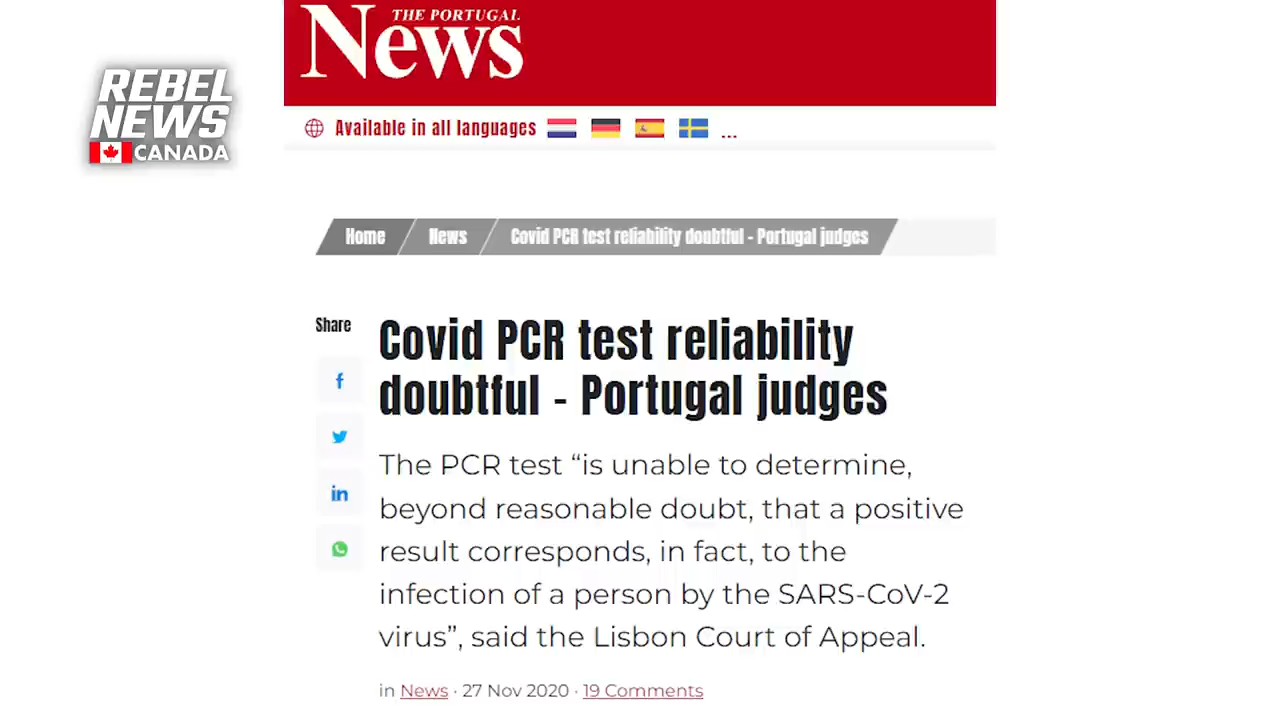 THE PORTUGAL
News
REBEL
NEWS
CANADA
Available in all languages ...
Home News Covid PCR test reliability doubtful - Portugal judges
Share
Covid PCR test reliability
doubtful - Portugal judges
The PCR test “is unable to determine,
beyond reasonable doubt, that a positive
result corresponds, in fact, to the
infection of a person by the SARS-CoV-2
virus”, said the Lisbon Court of Appeal.
in News · 27 Nov 2020 · 19 Comments